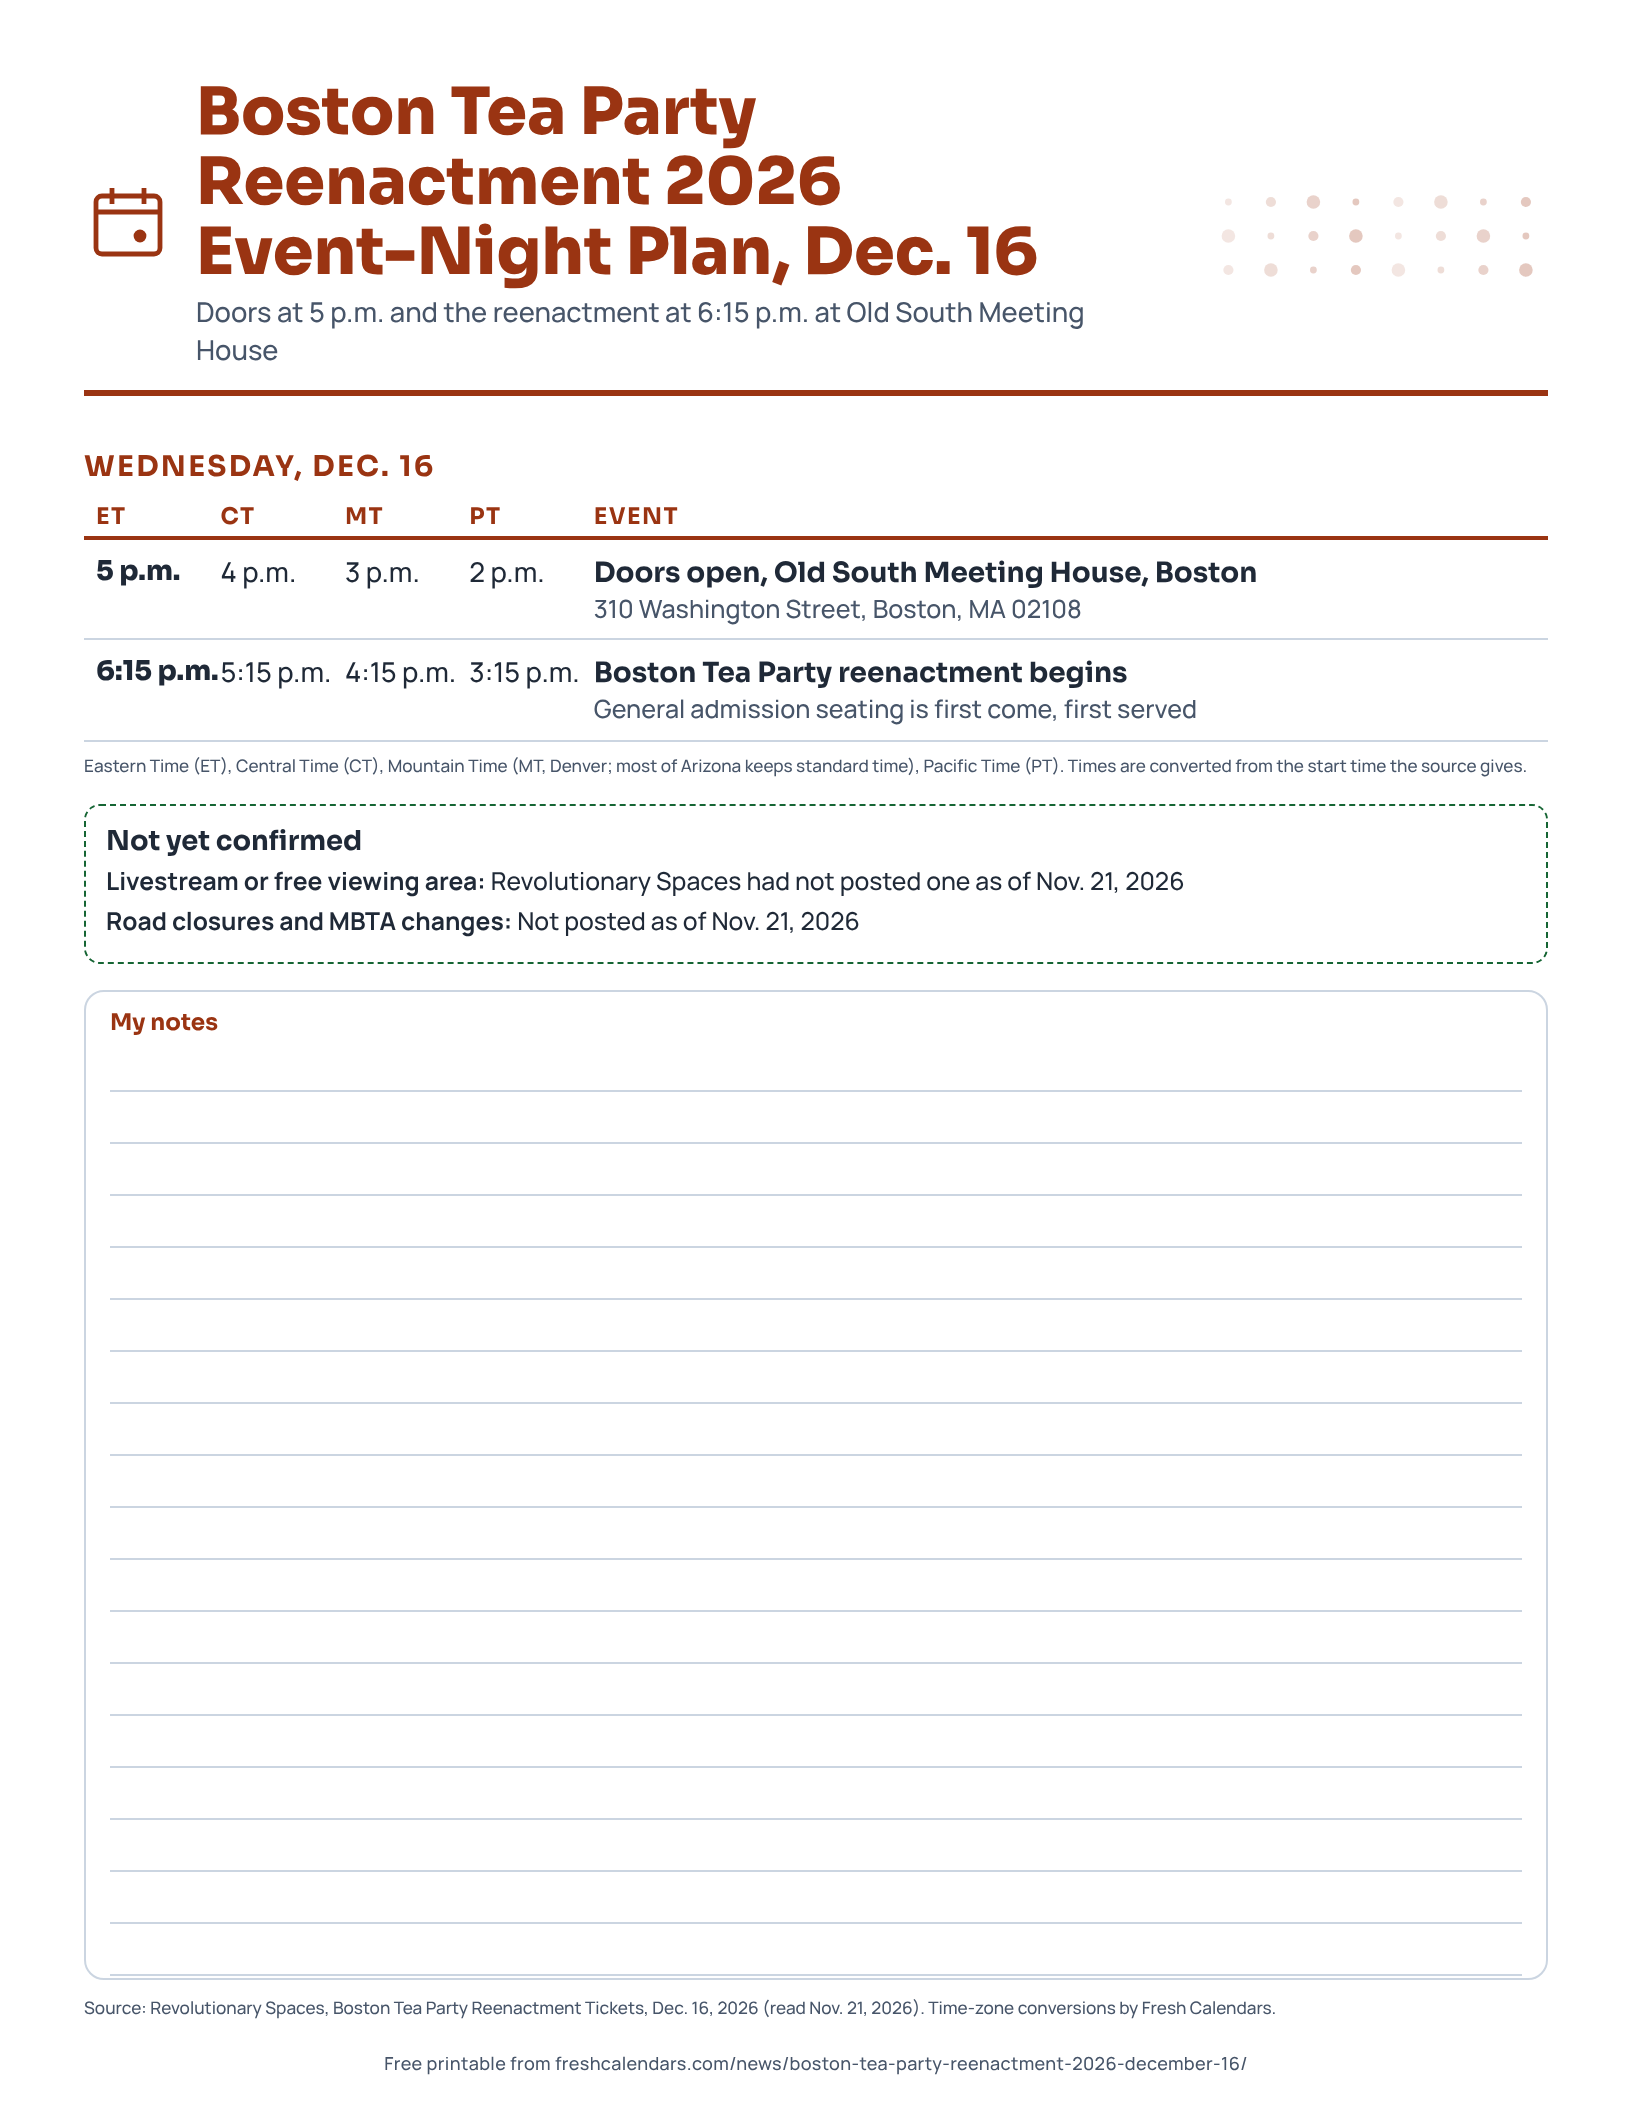 Boston Tea Party
Reenactment 2026
Event-Night Plan, Dec. 16
Doors at 5 p.m. and the reenactment at 6:15 p.m. at Old South Meeting
House
WEDNESDAY, DEC. 16
ET CT MT PT EVENT
5 p.m. 4 p.m. 3 p.m. 2 p.m. Doors open, Old South Meeting House, Boston
310 Washington Street, Boston, MA 02108
6:15 p.m. 5:15 p.m. 4:15 p.m. 3:15 p.m. Boston Tea Party reenactment begins
General admission seating is first come, first served
Eastern Time (ET), Central Time (CT), Mountain Time (MT, Denver; most of Arizona keeps standard time), Pacific Time (PT). Times are converted from the start time the source gives.
Not yet confirmed
Livestream or free viewing area: Revolutionary Spaces had not posted one as of Nov. 21, 2026
Road closures and MBTA changes: Not posted as of Nov. 21, 2026
My notes
Source: Revolutionary Spaces, Boston Tea Party Reenactment Tickets, Dec. 16, 2026 (read Nov. 21, 2026). Time-zone conversions by Fresh Calendars.
Free printable from freshcalendars.com/news/boston-tea-party-reenactment-2026-december-16/